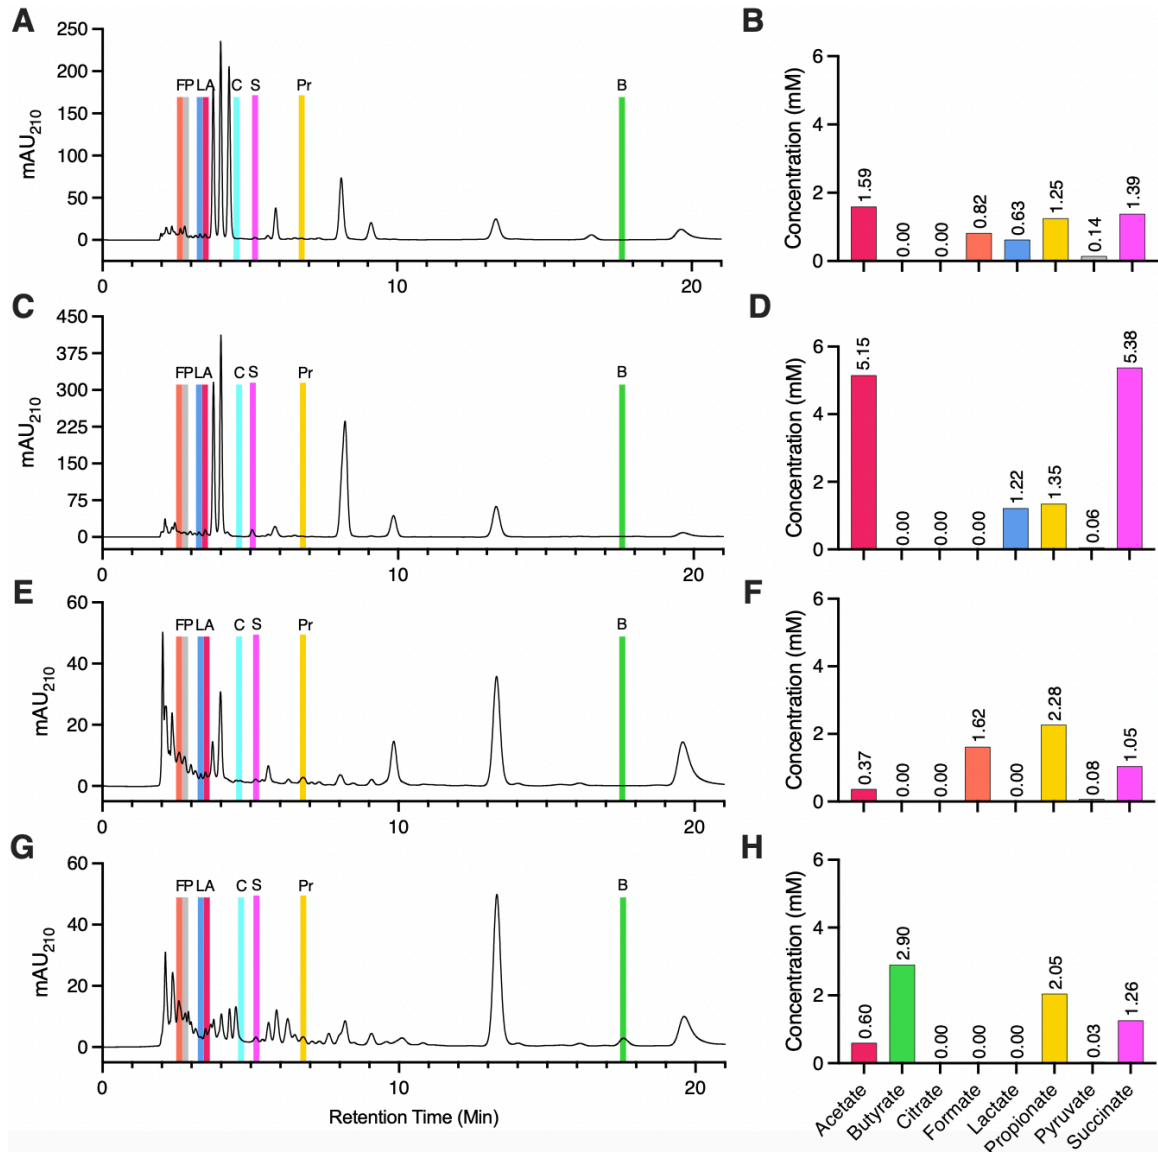 A
B
250
200
150
100
50
0
mAU210
F P L A C S Pr B
0 10 20
6
4
2
0
Concentration (mM)
1.59 0.00 0.00 0.82 0.63 1.25 0.14 1.39
C
D
450
375
300
225
150
75
0
mAU210
F P L A C S Pr B
0 10 20
6
4
2
0
Concentration (mM)
5.15 0.00 0.00 0.00 1.22 1.35 0.06 5.38
E
F
60
40
20
0
mAU210
F P L A C S Pr B
0 10 20
6
4
2
0
Concentration (mM)
0.37 0.00 0.00 1.62 0.00 2.28 0.08 1.05
G
H
60
40
20
0
mAU210
F P L A C S Pr B
0 10 20
Retention Time (Min)
6
4
2
0
Concentration (mM)
0.60 2.90 0.00 0.00 0.00 2.05 0.03 1.26
Acetate
Butyrate
Citrate
Formate
Lactate
Propionate
Pyruvate
Succinate